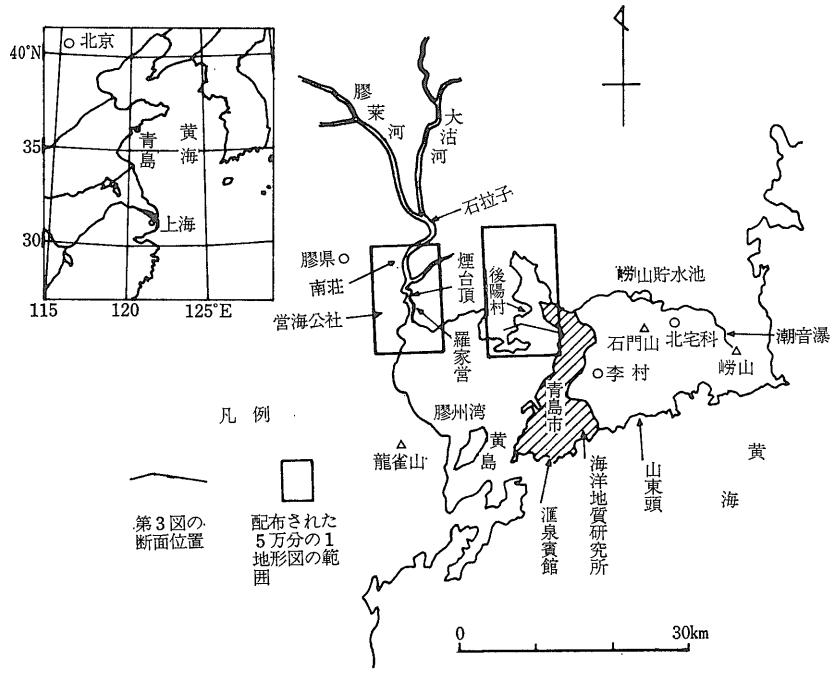 40°N
北京
35
青島
黄海
30
上海
115
120
125°E
膠萊河
大沽河
石拉子
膠県
南荘
営海公社
煙台頂
羅家営
後陽村
嶗山貯水池
石門山
北宅科
潮音瀑
嶗山
李村
青島市
膠州湾
黄島
龍雀山
海洋地質研究所
滙泉賓館
山東頭
黄海
凡例
第3図の
断面位置
配布された
5万分の1
地形図の範
囲
0
30km